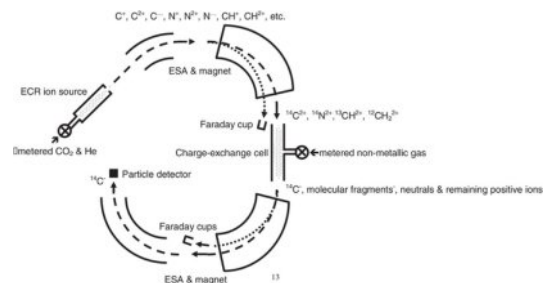 C⁺, C²⁺, C⁻, N⁺, N²⁺, N⁻, CH⁺, CH²⁺, etc.
ESA & magnet
ECR ion source
¹⁴C²⁺, ¹⁴N²⁺, ¹³CH²⁺, ¹²CH₂²⁺
Faraday cup
metered CO₂ & He
Charge-exchange cell
metered non-metallic gas
Particle detector
¹⁴C⁻
¹⁴C⁻, molecular fragments⁻, neutrals & remaining positive ions
Faraday cups
ESA & magnet
13